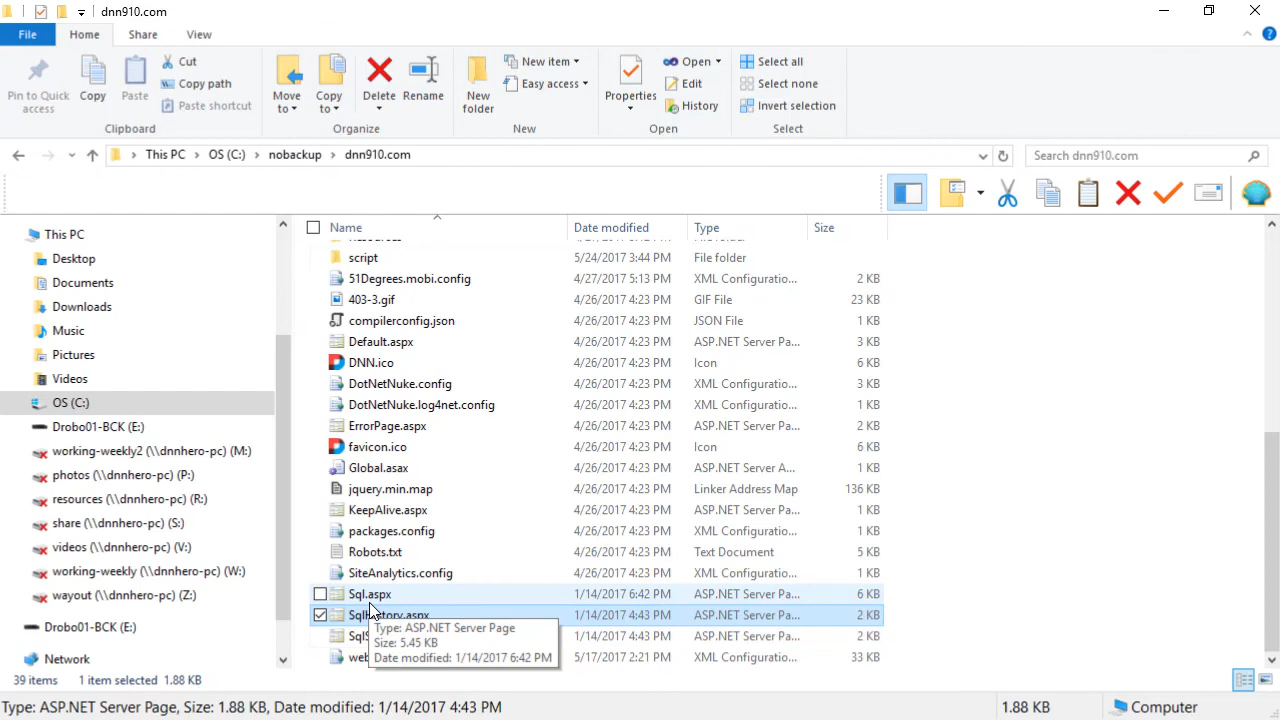 dnn910.com
File
Home
Share
View
Pin to Quick access
Copy
Paste
Cut
Copy path
Paste shortcut
Clipboard
Move to
Copy to
Delete
Rename
Organize
New folder
New item
Easy access
New
Properties
Open
Edit
History
Open
Select all
Select none
Invert selection
Select
This PC
OS (C:)
nobackup
dnn910.com
Search dnn910.com
This PC
Desktop
Documents
Downloads
Music
Pictures
Videos
OS (C:)
Drobo01-BCK (E:)
working-weekly2 (\\dnnhero-pc) (M:)
photos (\\dnnhero-pc) (P:)
resources (\\dnnhero-pc) (R:)
share (\\dnnhero-pc) (S:)
videos (\\dnnhero-pc) (V:)
working-weekly (\\dnnhero-pc) (W:)
wayout (\\dnnhero-pc) (Z:)
Drobo01-BCK (E:)
Network
Name Date modified Type Size
script 5/24/2017 3:44 PM File folder
51Degrees.mobi.config 4/27/2017 5:13 PM XML Configuratio... 2 KB
403-3.gif 4/26/2017 4:23 PM GIF File 23 KB
compilerconfig.json 4/26/2017 4:23 PM JSON File 1 KB
Default.aspx 4/26/2017 4:23 PM ASP.NET Server Pa... 3 KB
DNN.ico 4/26/2017 4:23 PM Icon 6 KB
DotNetNuke.config 4/26/2017 4:23 PM XML Configuratio... 3 KB
DotNetNuke.log4net.config 4/26/2017 4:23 PM XML Configuratio... 1 KB
ErrorPage.aspx 4/26/2017 4:23 PM ASP.NET Server Pa... 2 KB
favicon.ico 4/26/2017 4:23 PM Icon 6 KB
Global.asax 4/26/2017 4:23 PM ASP.NET Server A... 1 KB
jquery.min.map 4/26/2017 4:23 PM Linker Address Map 136 KB
KeepAlive.aspx 4/26/2017 4:23 PM ASP.NET Server Pa... 1 KB
packages.config 4/26/2017 4:23 PM XML Configuratio... 1 KB
Robots.txt 4/26/2017 4:23 PM Text Document 5 KB
SiteAnalytics.config 4/26/2017 4:23 PM XML Configuratio... 1 KB
Sql.aspx 1/14/2017 6:42 PM ASP.NET Server Pa... 6 KB
SqlHistory.aspx 1/14/2017 4:43 PM ASP.NET Server Pa... 2 KB
1/14/2017 4:43 PM ASP.NET Server Pa... 2 KB
5/17/2017 2:21 PM XML Configuratio... 33 KB
Type: ASP.NET Server Page
Size: 5.45 KB
Date modified: 1/14/2017 6:42 PM
39 items 1 item selected 1.88 KB
Type: ASP.NET Server Page, Size: 1.88 KB, Date modified: 1/14/2017 4:43 PM 1.88 KB Computer